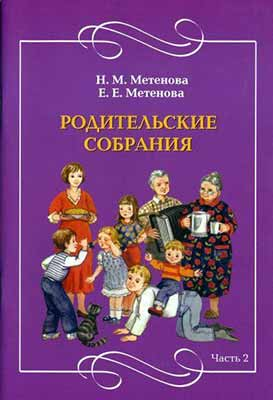 Н. М. Метенова
Е. Е. Метенова
РОДИТЕЛЬСКИЕ
СОБРАНИЯ
Часть 2